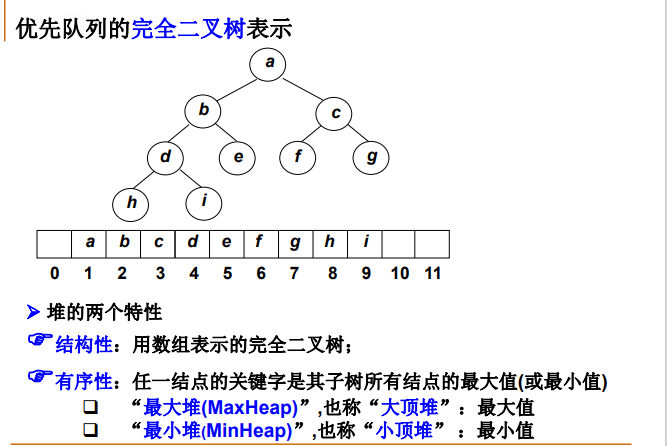 优先队列的完全二叉树表示
a
b
c
d
e
f
g
h
i
a b c d e f g h i
0 1 2 3 4 5 6 7 8 9 10 11
堆的两个特性
结构性：用数组表示的完全二叉树；
有序性：任一结点的关键字是其子树所有结点的最大值(或最小值)
“最大堆(MaxHeap)”,也称“大顶堆”：最大值
“最小堆(MinHeap)”,也称“小顶堆” ：最小值